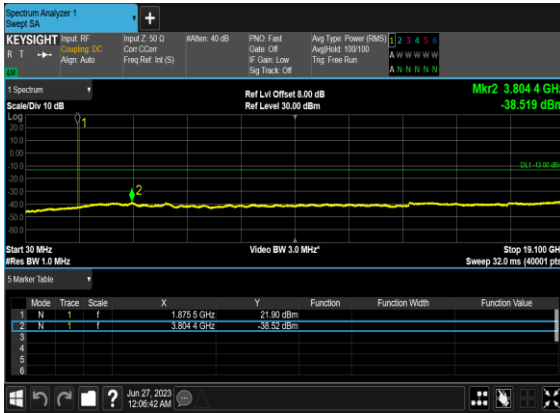 Spectrum Analyzer 1
Swept SA
+
KEYSIGHT
R T
Input: RF
Coupling: DC
Align: Auto
Input Z: 50 Ω
Corr CCorr
Freq Ref: Int (S)
#Atten: 40 dB
PNO: Fast
Gate: Off
IF Gain: Low
Sig Track: Off
Avg Type: Power (RMS)
Avg|Hold: 100/100
Trig: Free Run
1 2 3 4 5 6
A W W W W W
A N N N N N
1 Spectrum
Scale/Div 10 dB
Ref Lvl Offset 8.00 dB
Ref Level 30.00 dBm
Mkr2 3.804 4 GHz
-38.519 dBm
Log
1
20.0
10.0
0.00
-10.0
DL1 -13.00 dBm
-20.0
-30.0
2
-40.0
-50.0
-60.0
Start 30 MHz
#Res BW 1.0 MHz
Video BW 3.0 MHz*
Stop 19.100 GHz
Sweep 32.0 ms (40001 pts)
5 Marker Table
Mode Trace Scale X Y Function Function Width Function Value
1 N 1 f 1.875 5 GHz 21.90 dBm
2 N 1 f 3.804 4 GHz -38.52 dBm
3
4
5
6
?
Jun 27, 2023
12:06:42 AM